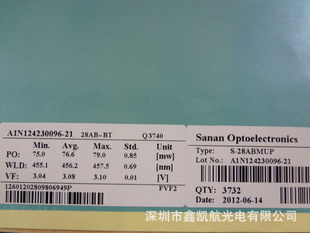 A1N124230096-21 28AB-BT Q3740
Min. Avg. Max. Std. Unit
PO: 75.0 76.6 79.0 0.85 [mw]
WLD: 455.1 456.2 457.5 0.69 [nm]
VF: 3.04 3.08 3.10 0.01 [V]
1260120280980694 9P FVF2
Sanan Optoelectronics
Type: S-28ABMUP
Lot No.: A1N124230096-21
QTY: 3732
Date: 2012-06-14
深圳市鑫凯航光电有限公司